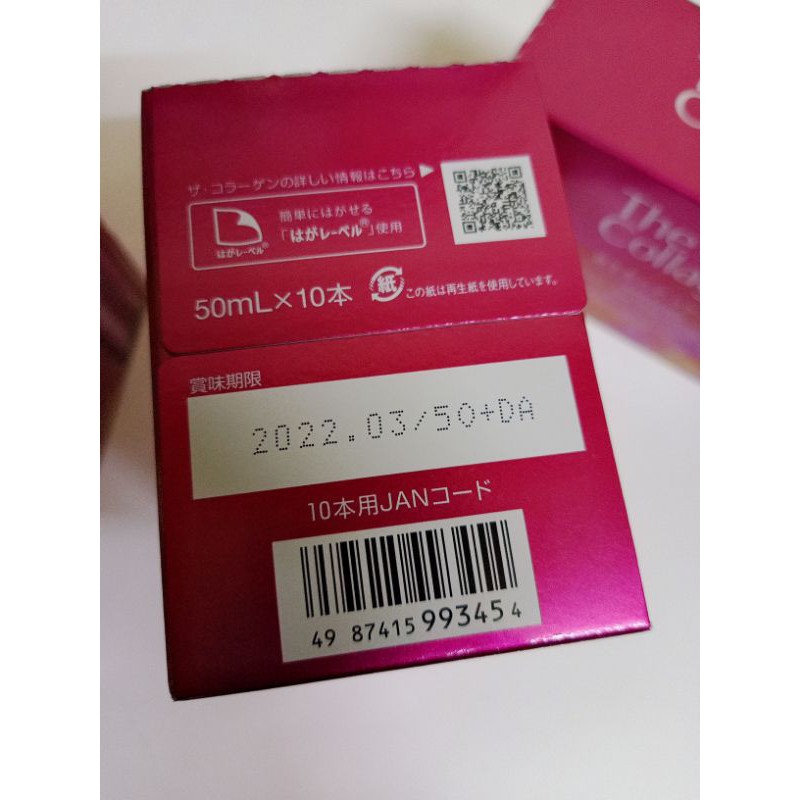 ザ・コラーゲンの詳しい情報はこちら▶
簡単にはがせる
「はがレーベル®」使用
はがレーベル®
50mL×10本
紙
この紙は再生紙を使用しています。
賞味期限
2022.03/50+DA
10本用JANコード
49 87415 993454
The
Colla